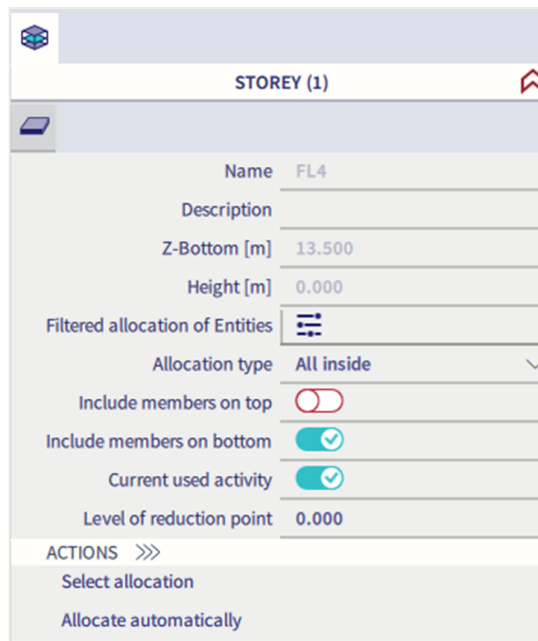 STOREY (1)
Name FL4
Description
Z-Bottom [m] 13.500
Height [m] 0.000
Filtered allocation of Entities
Allocation type All inside
Include members on top
Include members on bottom
Current used activity
Level of reduction point 0.000
ACTIONS >>>
Select allocation
Allocate automatically